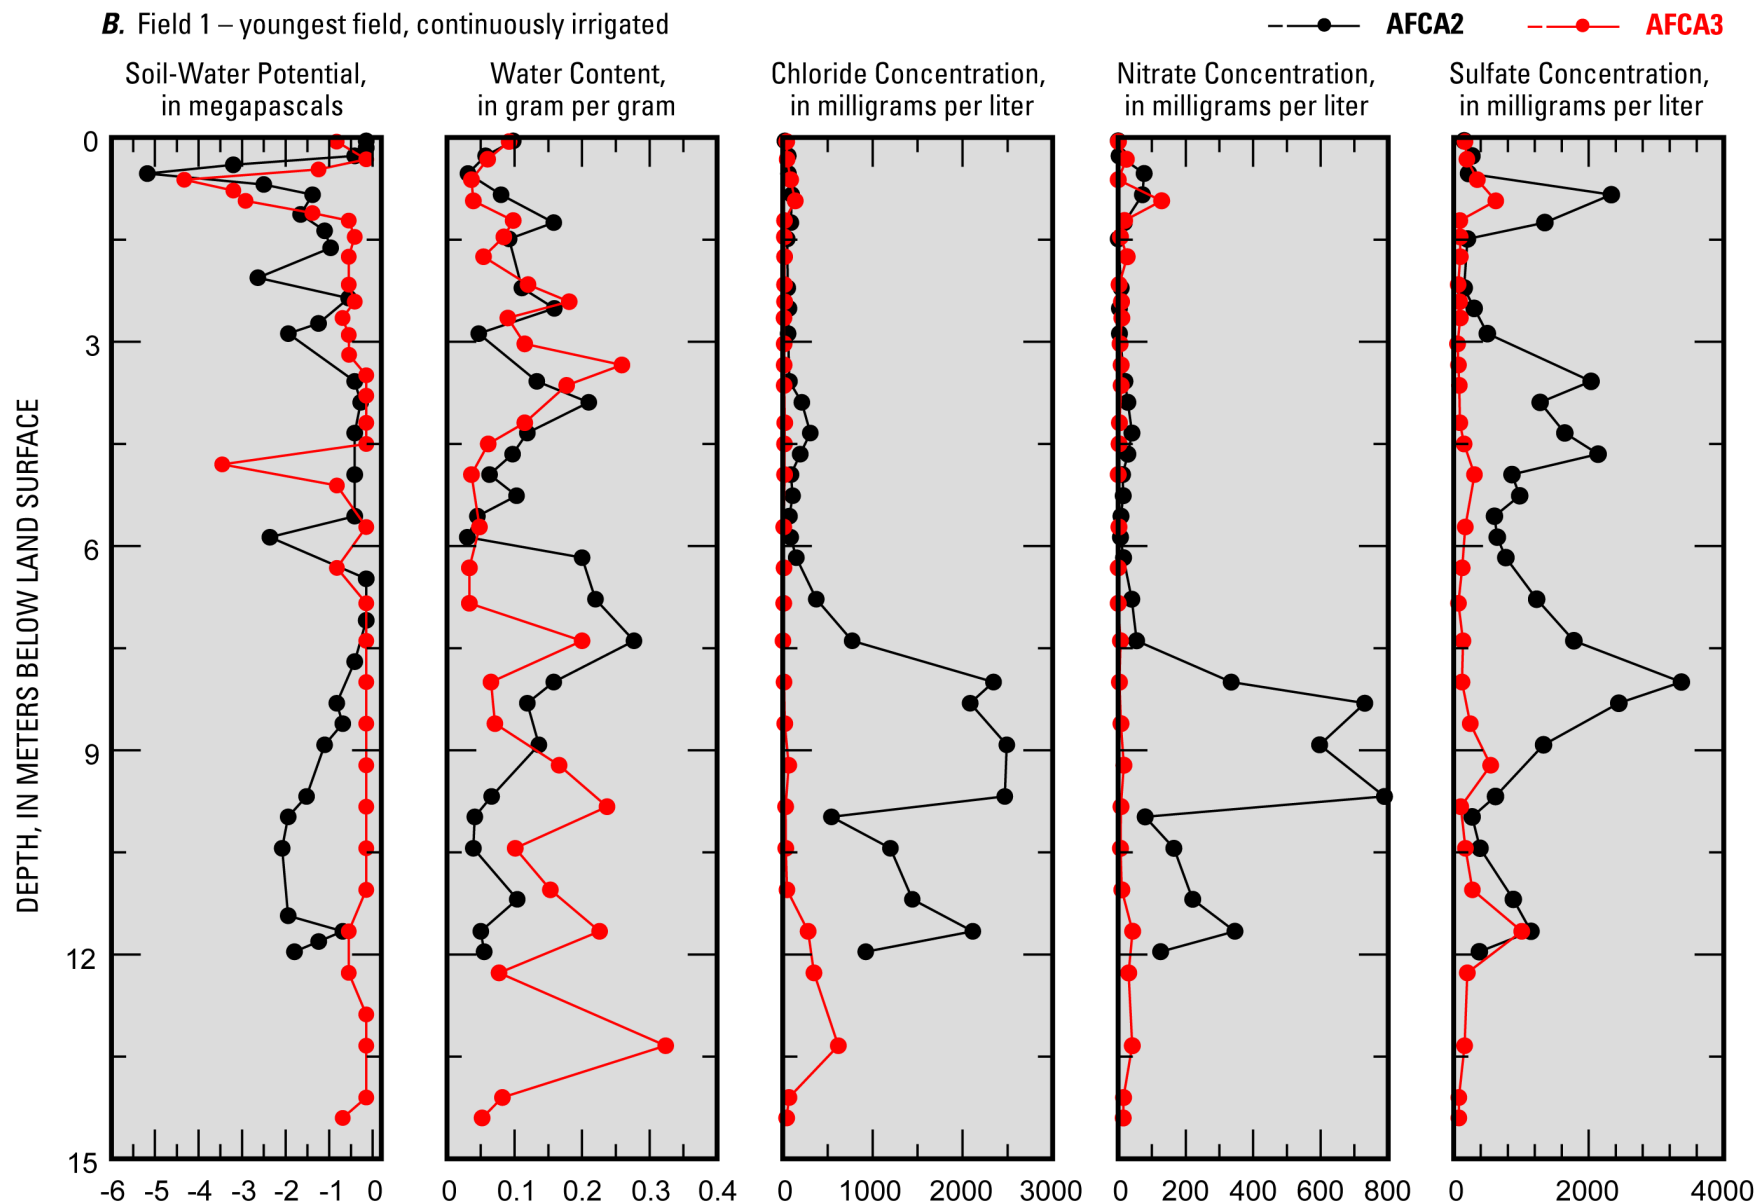 B. Field 1 – youngest field, continuously irrigated
AFCA2
AFCA3
Soil-Water Potential,
in megapascals
Water Content,
in gram per gram
Chloride Concentration,
in milligrams per liter
Nitrate Concentration,
in milligrams per liter
Sulfate Concentration,
in milligrams per liter
DEPTH, IN METERS BELOW LAND SURFACE
0
3
6
9
12
15
-6 -5 -4 -3 -2 -1 0
0 0.1 0.2 0.3 0.4
0 1000 2000 3000
0 200 400 600 800
0 2000 4000